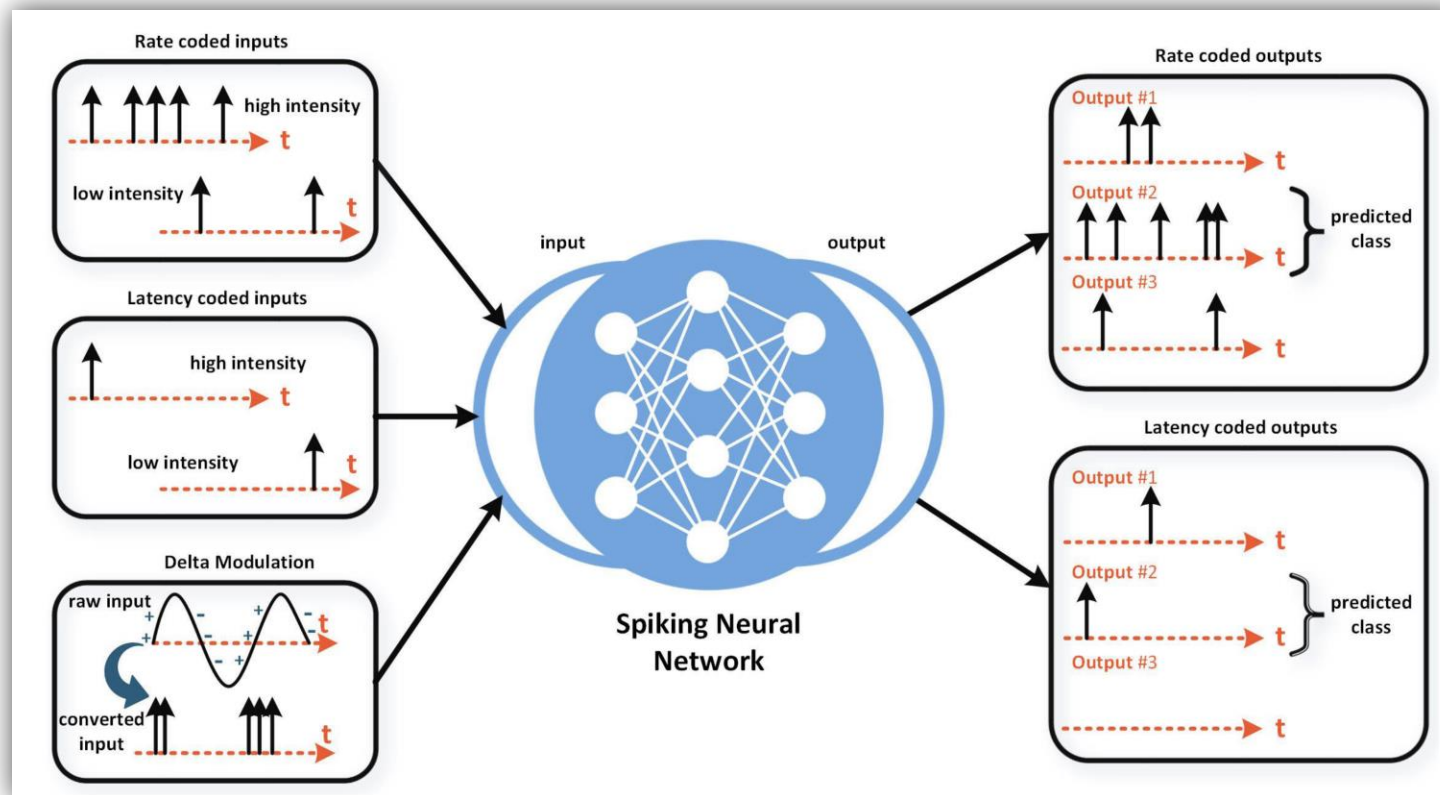 Rate coded inputs
high intensity
t
low intensity
t
Latency coded inputs
high intensity
t
low intensity
t
Delta Modulation
raw input
+
-
+
-
t
+
-
+
-
-
+
converted
input
t
input
output
Spiking Neural
Network
Rate coded outputs
Output #1
t
Output #2
predicted
class
t
Output #3
t
Latency coded outputs
Output #1
t
Output #2
predicted
class
t
Output #3
t